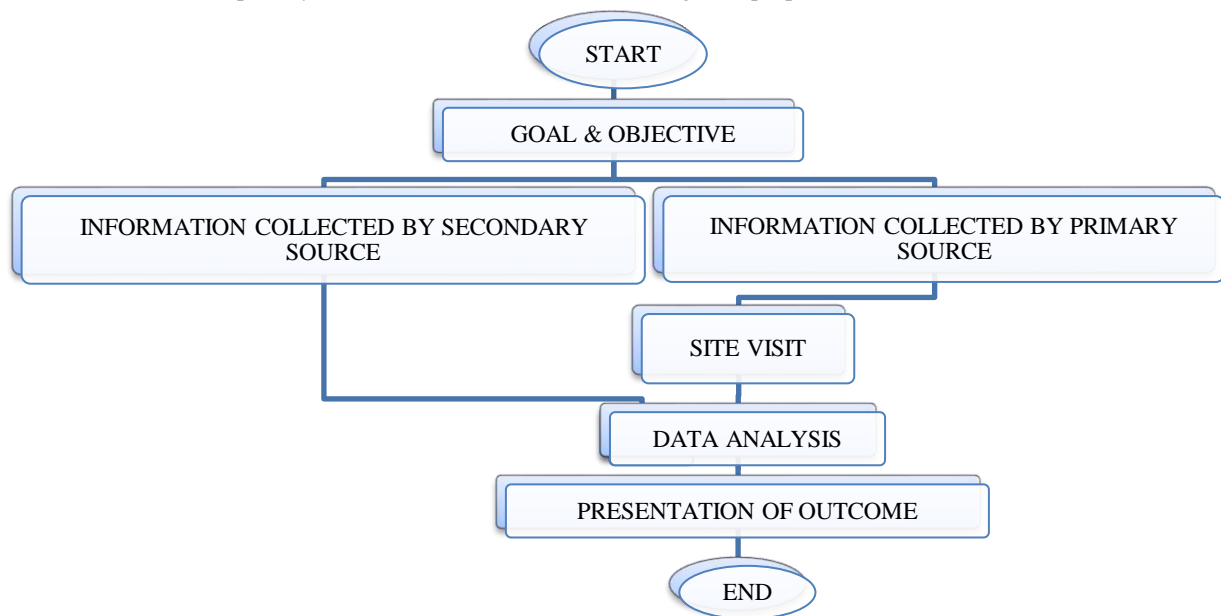 START
GOAL & OBJECTIVE
INFORMATION COLLECTED BY SECONDARY
SOURCE
INFORMATION COLLECTED BY PRIMARY
SOURCE
SITE VISIT
DATA ANALYSIS
PRESENTATION OF OUTCOME
END